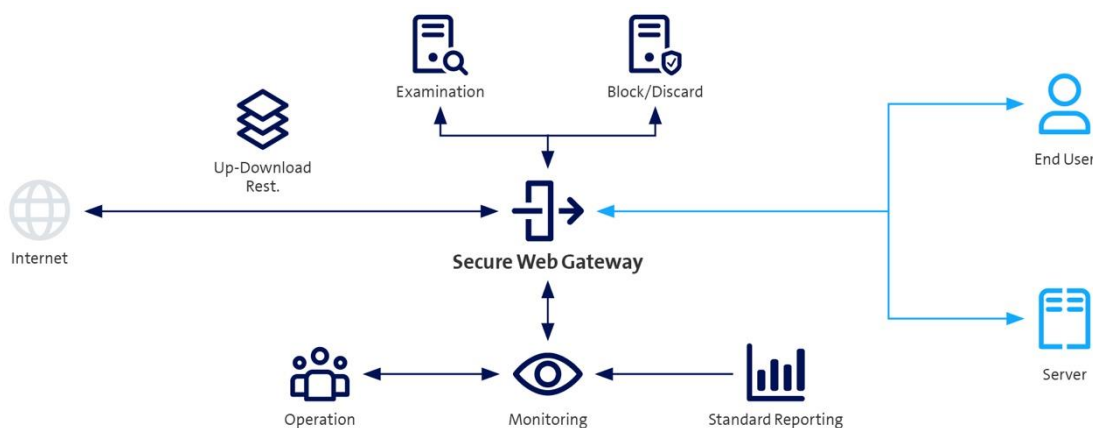 Examination
Block/Discard
Up-Download
Rest.
End User
Internet
Secure Web Gateway
Server
Operation
Monitoring
Standard Reporting